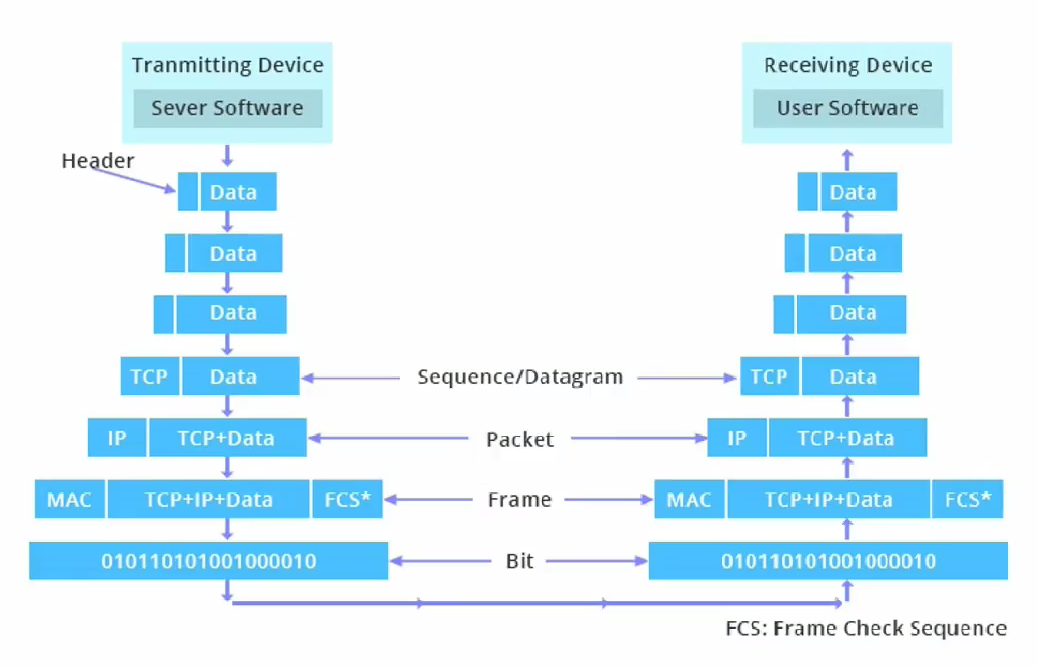 Tranmitting Device
Receiving Device
Sever Software
User Software
Header
Data
Data
Data
Data
Data
Data
TCP Data
Sequence/Datagram
TCP Data
IP TCP+Data
Packet
IP TCP+Data
MAC TCP+IP+Data FCS*
Frame
MAC TCP+IP+Data FCS*
010110101001000010
Bit
010110101001000010
FCS: Frame Check Sequence